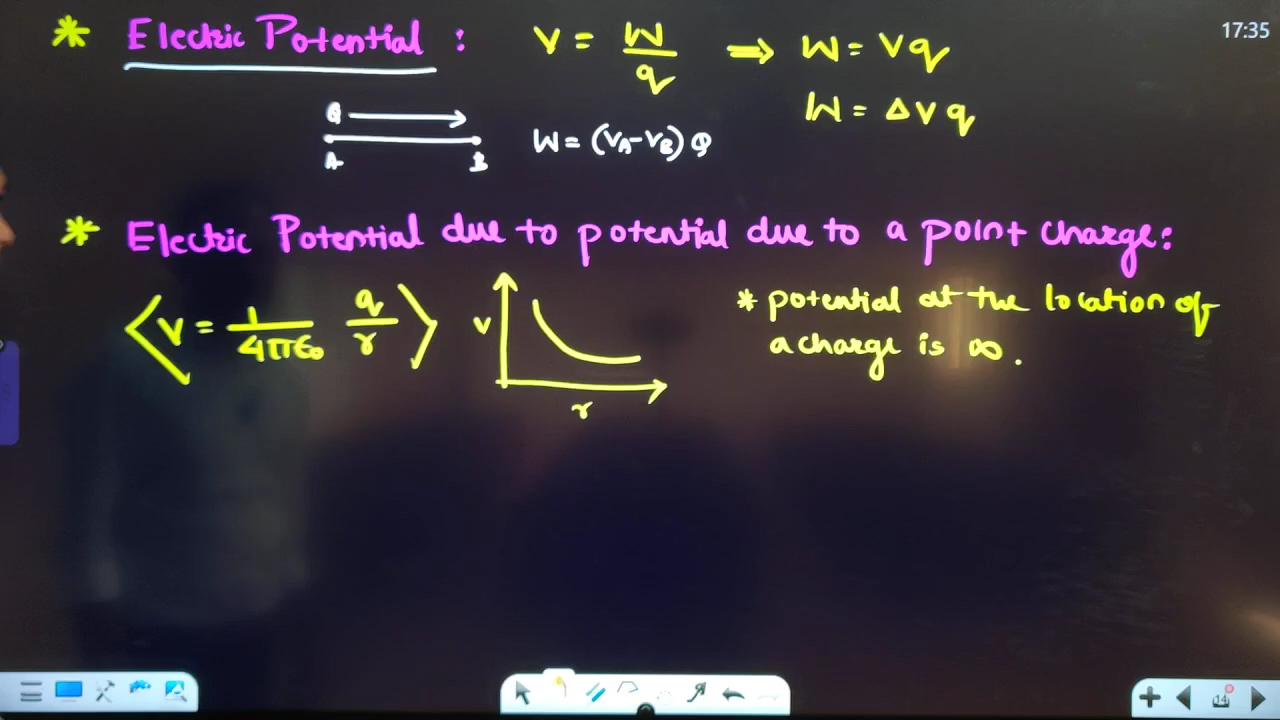 17:35
* Electric Potential : V = W/q ⇒ W = Vq
W = ΔVq
Q
A B
W = (VA-VB) Q
* Electric Potential due to potential due to a point charge:
<V = 1/4πε0 q/r>
V
r
* potential at the location of
a charge is ∞.
14